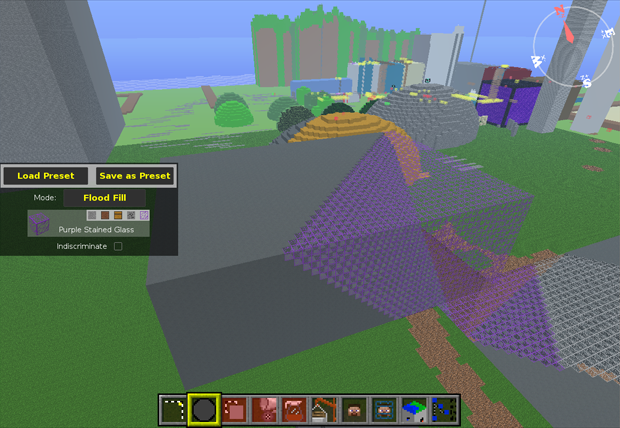 Load Preset Save as Preset
Mode: Flood Fill
Purple Stained Glass
Indiscriminate